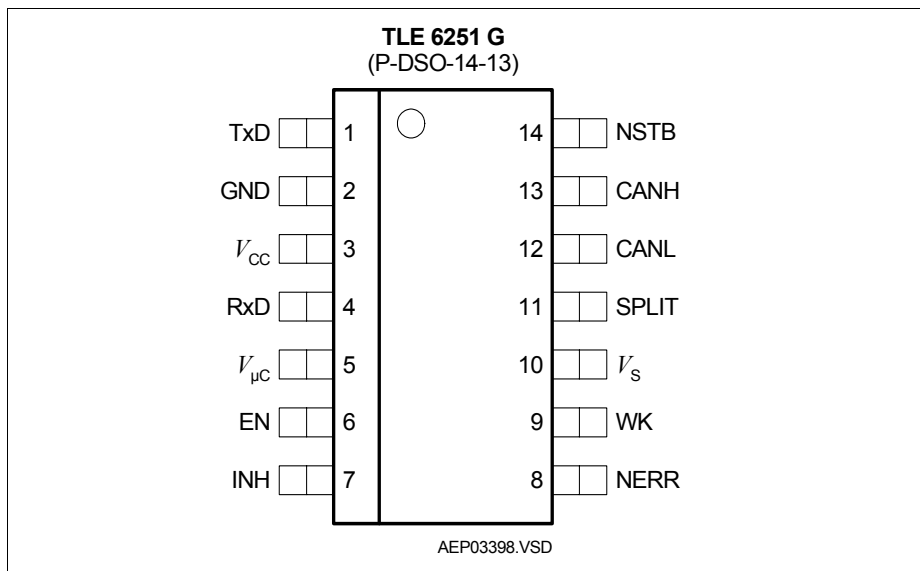 TLE 6251 G
(P-DSO-14-13)
TxD 1 14 NSTB
GND 2 13 CANH
VCC 3 12 CANL
RxD 4 11 SPLIT
VµC 5 10 VS
EN 6 9 WK
INH 7 8 NERR
AEP03398.VSD